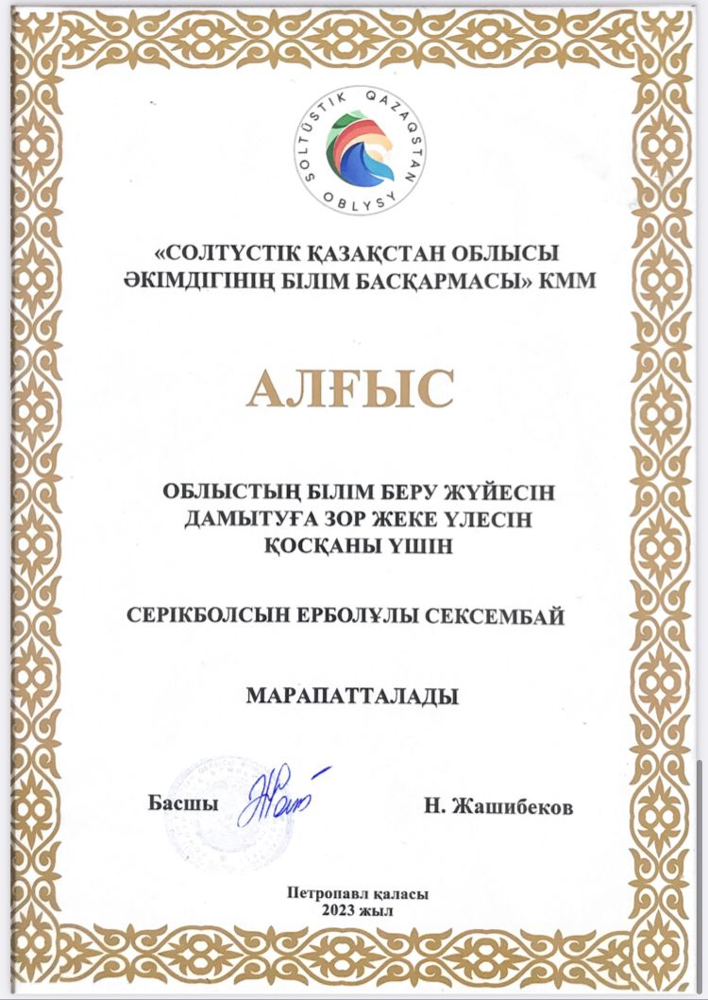 SOLTÜSTIK QAZAQSTAN OBLYSY
«СОЛТҮСТІК ҚАЗАҚСТАН ОБЛЫСЫ
ӘКІМДІГІНІҢ БІЛІМ БАСҚАРМАСЫ» КММ
АЛҒЫС
ОБЛЫСТЫҢ БІЛІМ БЕРУ ЖҮЙЕСІН
ДАМЫТУҒА ЗОР ЖЕКЕ ҮЛЕСІН
ҚОСҚАНЫ ҮШІН
СЕРІКБОЛСЫН ЕРБОЛҰЛЫ СЕКСЕМБАЙ
МАРАПАТТАЛАДЫ
Басшы
Н. Жашибеков
Петропавл қаласы
2023 жыл